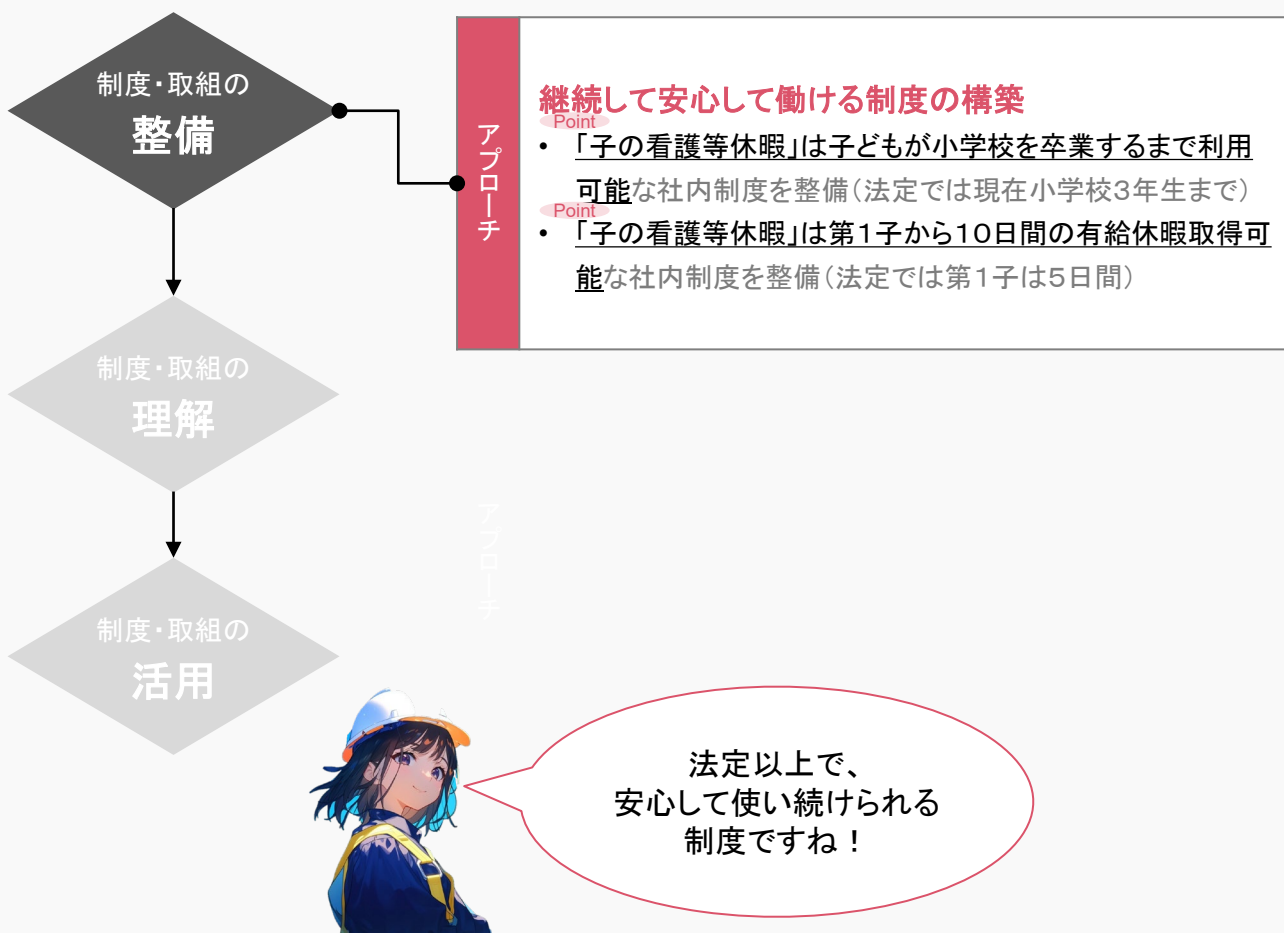 制度・取組の
整備
アプローチ
継続して安心して働ける制度の構築
Point
• 「子の看護等休暇」は子どもが小学校を卒業するまで利用
可能な社内制度を整備（法定では現在小学校３年生まで）
Point
• 「子の看護等休暇」は第１子から１０日間の有給休暇取得可
能な社内制度を整備（法定では第１子は５日間）
制度・取組の
理解
アプローチ
制度・取組の
活用
法定以上で、
安心して使い続けられる
制度ですね！